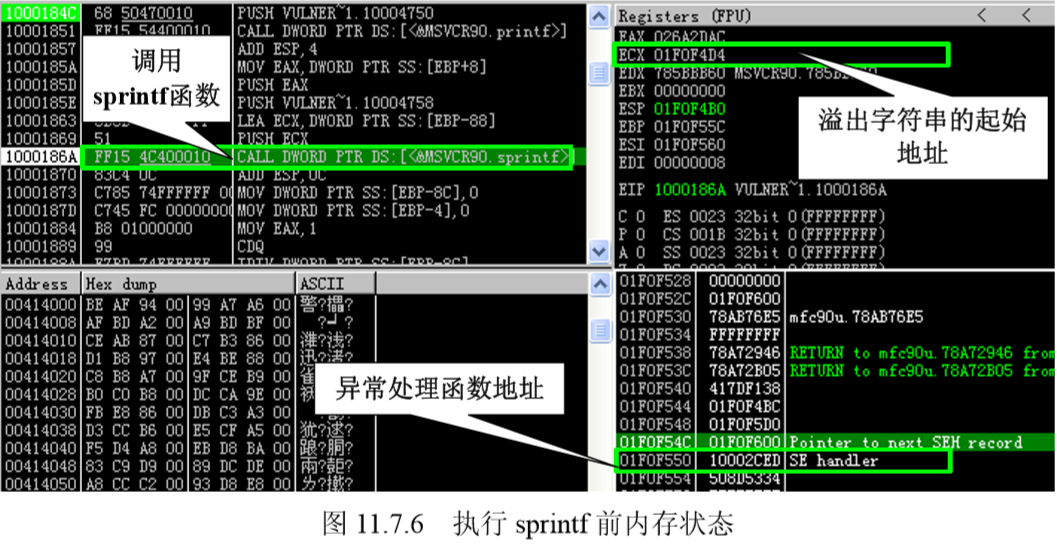 1000184C 68 50470010 PUSH VULNER~1.10004750
10001851 FF15 54400010 CALL DWORD PTR DS:[<&MSVCR90.printf>]
10001857 ADD ESP,4
1000185A MOV EAX,DWORD PTR SS:[EBP+8]
1000185D PUSH EAX
1000185E PUSH VULNER~1.10004758
10001863 LEA ECX,DWORD PTR SS:[EBP-88]
10001869 51 PUSH ECX
1000186A FF15 4C400010 CALL DWORD PTR DS:[<&MSVCR90.sprintf>
10001870 83C4 0C ADD ESP,0C
10001873 C785 74FFFFFF 00 MOV DWORD PTR SS:[EBP-8C],0
1000187D C745 FC 00000000 MOV DWORD PTR SS:[EBP-4],0
10001884 B8 01000000 MOV EAX,1
10001889 99 CDQ
调用
sprintf函数
Registers (FPU) < <
EAX 026A2DAC
ECX 01F0F4D4
EDX 785BBB60 MSVCR90.
EBX 00000000
ESP 01F0F4B0
EBP 01F0F55C
ESI 01F0F560
EDI 00000008
EIP 1000186A VULNER~1.1000186A
C 0 ES 0023 32bit 0(FFFFFFFF)
P 0 CS 001B 32bit 0(FFFFFFFF)
A 0 SS 0023 32bit 0(FFFFFFFF)
溢出字符串的起始
地址
Address Hex dump ASCII
00414000 BE AF 94 00 99 A7 A6 00
00414008 AF BD A2 00 A9 BD BF 00
00414010 CE AB 87 00 C7 B3 86 00
00414018 D1 B8 97 00 E4 BE 88 00
00414020 C8 B8 A7 00 9F CE B9 00
00414028 B0 C0 B8 00 DC CA 9E 00
00414030 FB E8 86 00 DB C3 A3 00
00414038 D3 CC B6 00 E5 CF A5 00
00414040 F5 D4 A8 00 EB D8 BA 00
00414048 83 C9 D9 00 89 DC DE 00
00414050 A8 CC C2 00 93 D8 E8 00
异常处理函数地址
01F0F528 00000000
01F0F52C 01F0F600
01F0F530 78AB76E5 mfc90u.78AB76E5
01F0F534 FFFFFFFF
01F0F538 78A72946 RETURN to mfc90u.78A72946 from
01F0F53C 78A72B05 RETURN to mfc90u.78A72B05 from
01F0F540 417DF138
01F0F544 01F0F4BC
01F0F548 01F0F5D0
01F0F54C 01F0F600 Pointer to next SEH record
01F0F550 10002CED SE handler
01F0F554 508D5334
图 11.7.6 执行 sprintf 前内存状态